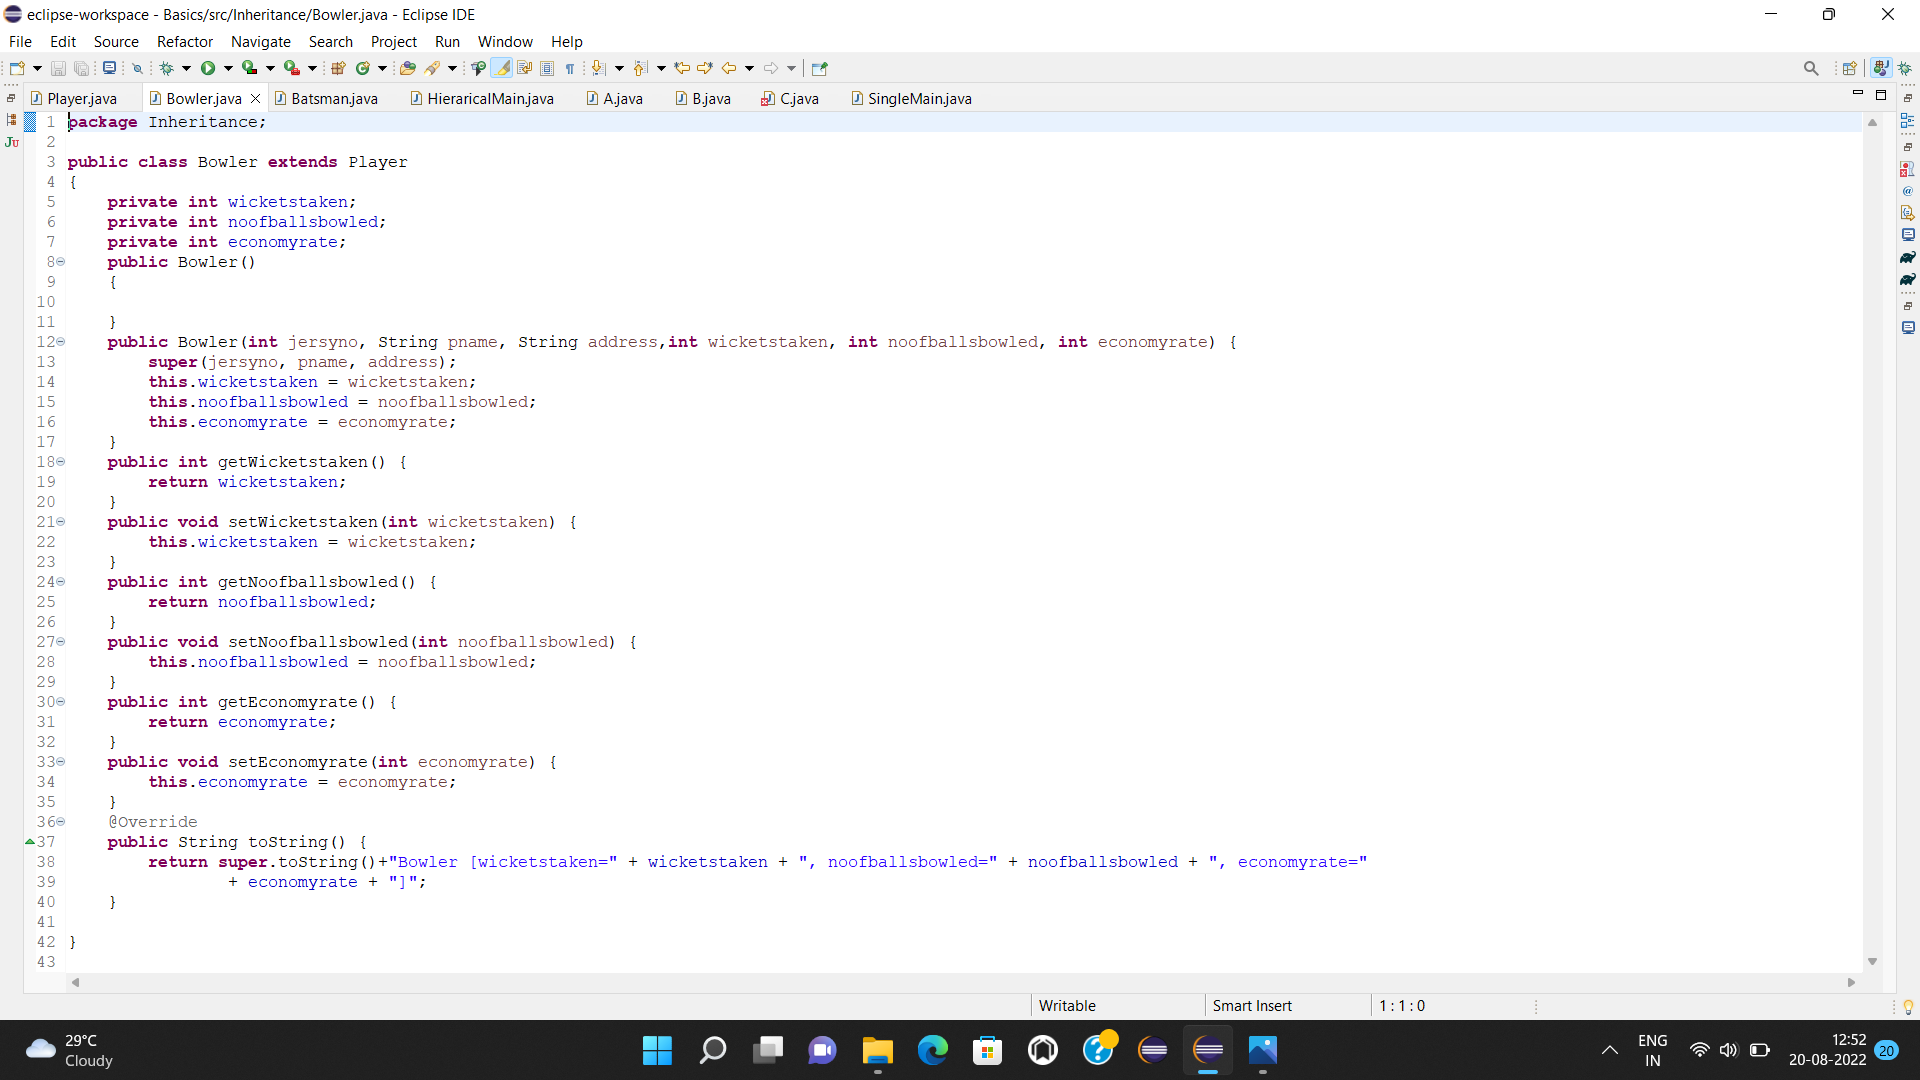 eclipse-workspace - Basics/src/Inheritance/Bowler.java - Eclipse IDE
File Edit Source Refactor Navigate Search Project Run Window Help
Player.java Bowler.java Batsman.java HieraricalMain.java A.java B.java C.java SingleMain.java
1 package Inheritance;
2
3 public class Bowler extends Player
4 {
5 private int wicketstaken;
6 private int noofballsbowled;
7 private int economyrate;
8 public Bowler()
9 {
10
11 }
12 public Bowler(int jersyno, String pname, String address,int wicketstaken, int noofballsbowled, int economyrate) {
13 super(jersyno, pname, address);
14 this.wicketstaken = wicketstaken;
15 this.noofballsbowled = noofballsbowled;
16 this.economyrate = economyrate;
17 }
18 public int getWicketstaken() {
19 return wicketstaken;
20 }
21 public void setWicketstaken(int wicketstaken) {
22 this.wicketstaken = wicketstaken;
23 }
24 public int getNoofballsbowled() {
25 return noofballsbowled;
26 }
27 public void setNoofballsbowled(int noofballsbowled) {
28 this.noofballsbowled = noofballsbowled;
29 }
30 public int getEconomyrate() {
31 return economyrate;
32 }
33 public void setEconomyrate(int economyrate) {
34 this.economyrate = economyrate;
35 }
36 @Override
37 public String toString() {
38 return super.toString()+"Bowler [wicketstaken=" + wicketstaken + ", noofballsbowled=" + noofballsbowled + ", economyrate="
39 + economyrate + "]";
40 }
41
42 }
43
Writable Smart Insert 1 : 1 : 0
29°C
Cloudy
ENG
IN
12:52
20-08-2022
20